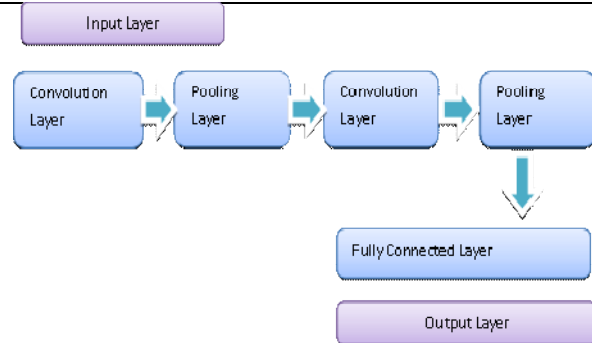 Input Layer
Convolution
Layer
Pooling
Layer
Convolution
Layer
Pooling
Layer
Fully Connected Layer
Output Layer